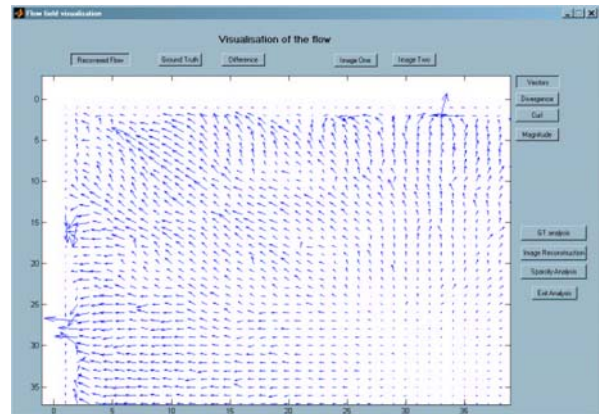 Flow field visualisation
Visualisation of the flow
Recovered Flow Ground Truth Difference Image One Image Two
Vectors
Divergence
Curl
Magnitude
GT analysis
Image Reconstruction
Sparsity Analysis
Exit Analysis
0
5
10
15
20
25
30
35
0 5 10 15 20 25 30 35